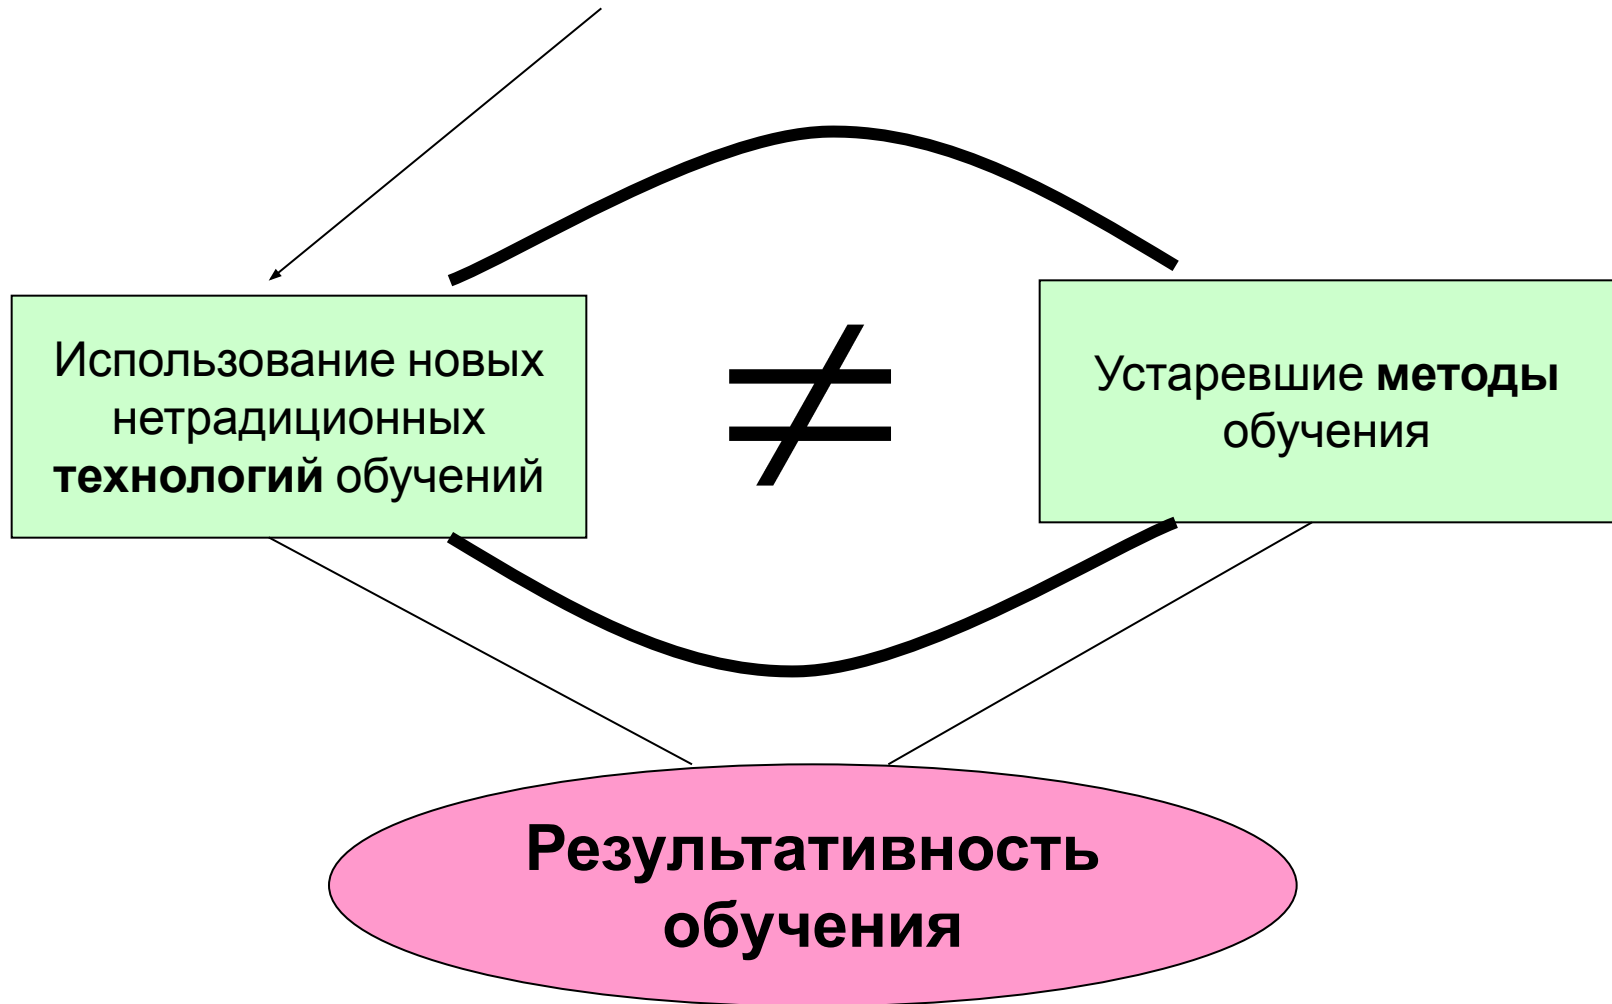 Использование новых
нетрадиционных
технологий обучений
≠
Устаревшие методы
обучения
Результативность
обучения